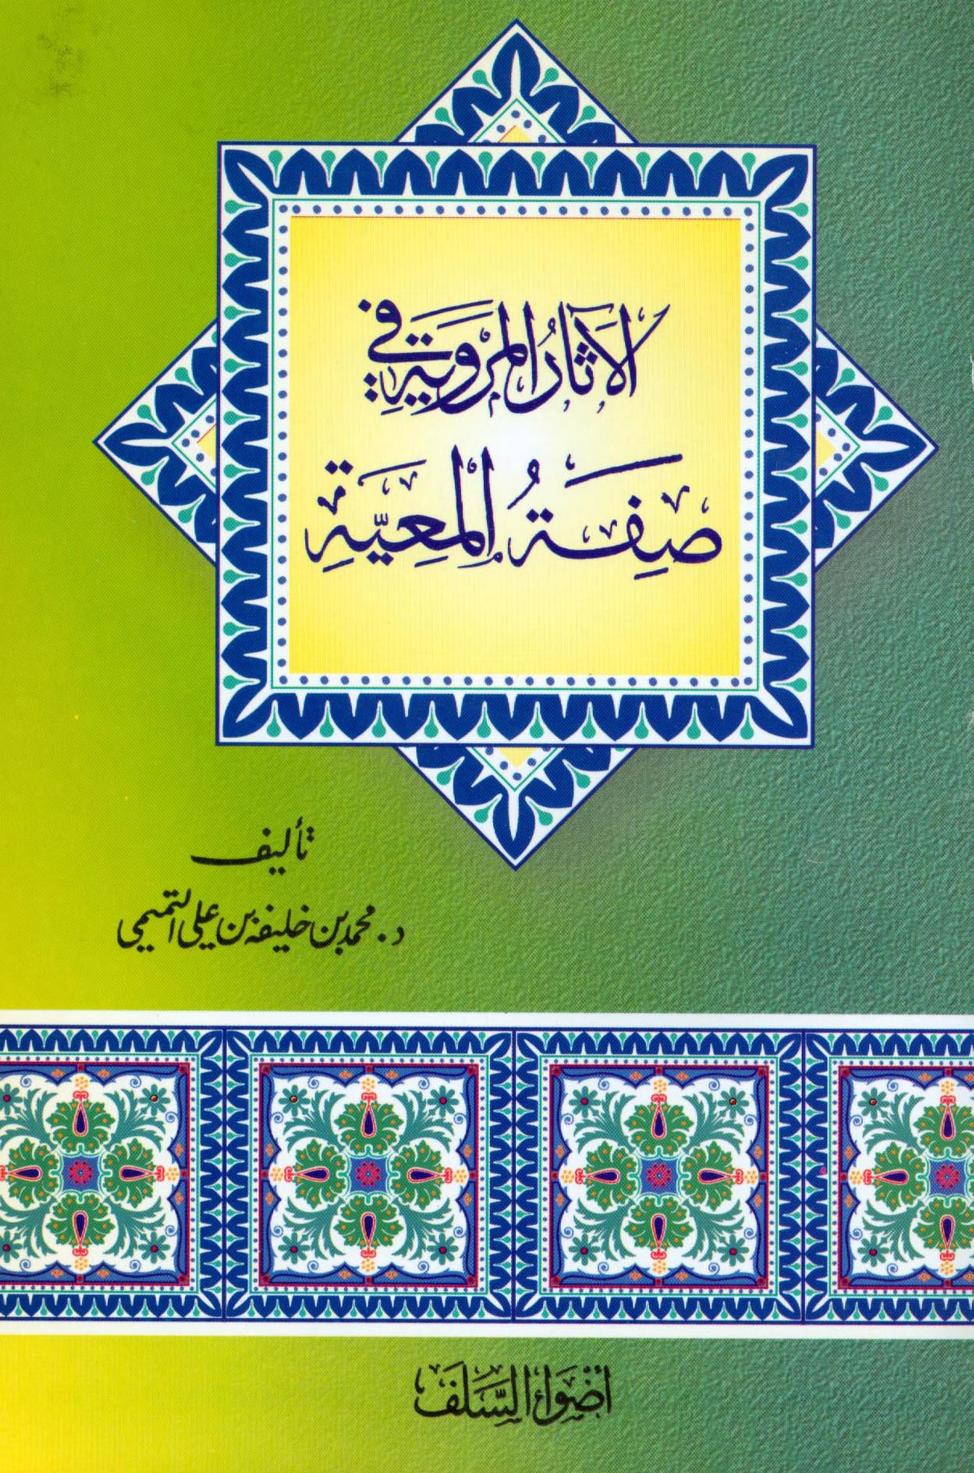 الآثار المروية في
صفة المعية
تأليف
د. محمد بن خليفة بن علي التميمي
أضواء السلف